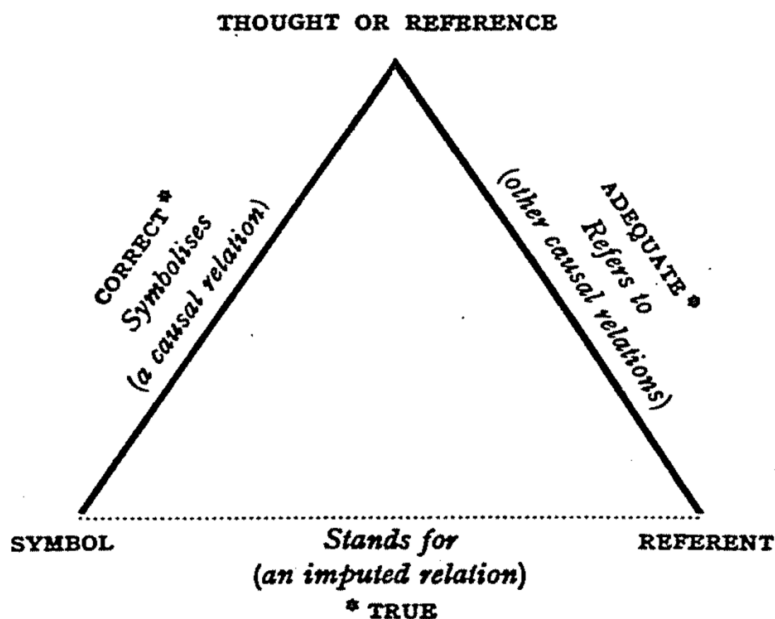 THOUGHT OR REFERENCE
CORRECT*
Symbolises
(a causal relation)
ADEQUATE*
Refers to
(other causal relations)
SYMBOL
Stands for
(an imputed relation)
* TRUE
REFERENT